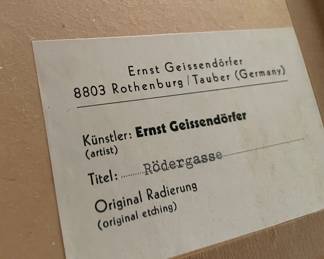 Ernst Geissendörfer
8803 Rothenburg/Tauber (Germany)
Künstler: Ernst Geissendörfer
(artist)
Titel: Rödergasse
Original Radierung
(original etching)